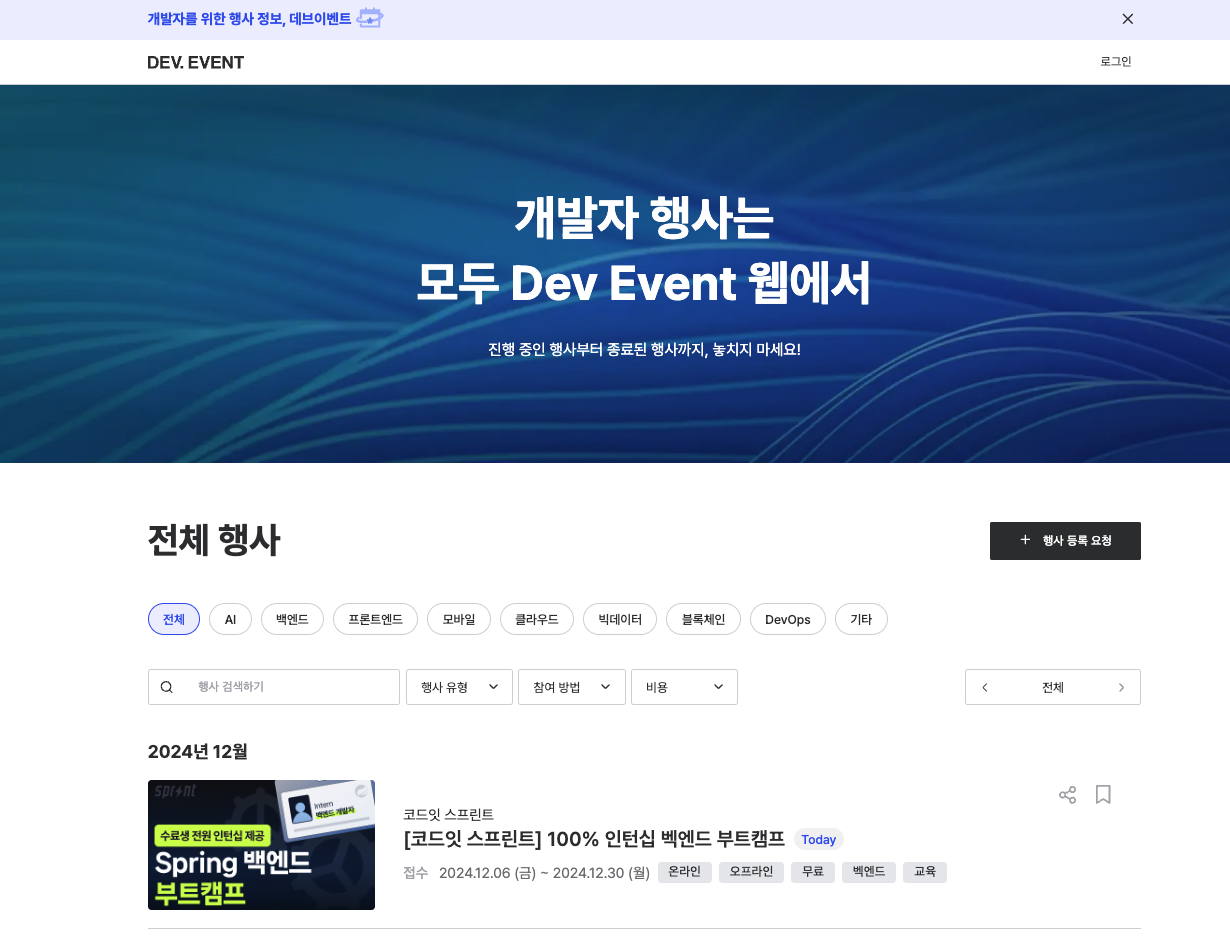 개발자를 위한 행사 정보, 데브이벤트
DEV. EVENT
로그인
개발자 행사는
모두 Dev Event 웹에서
진행 중인 행사부터 종료된 행사까지, 놓치지 마세요!
전체 행사
행사 등록 요청
전체 AI 백엔드 프론트엔드 모바일 클라우드 빅데이터 블록체인 DevOps 기타
행사 검색하기 행사 유형 참여 방법 비용 전체
2024년 12월
sprint
Intern
백엔드 개발자
수료생 전원 인턴십 제공
Spring 백엔드
부트캠프
코드잇 스프린트
[코드잇 스프린트] 100% 인턴십 벡엔드 부트캠프 Today
접수 2024.12.06 (금) ~ 2024.12.30 (월) 온라인 오프라인 무료 벡엔드 교육